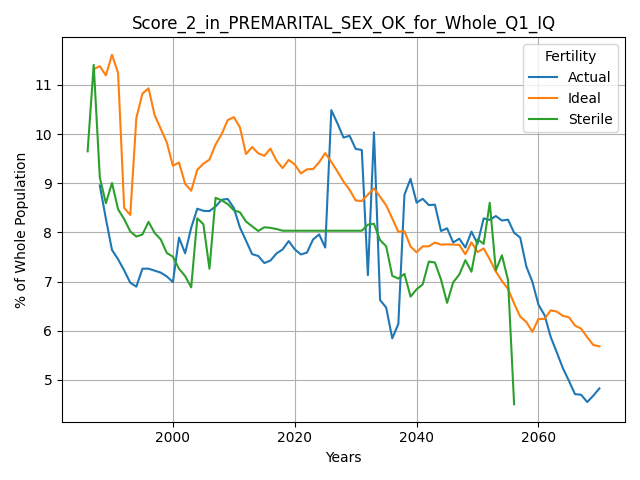 Score_2_in_PREMARITAL_SEX_OK_for_Whole_Q1_IQ
Fertility
Actual
Ideal
Sterile
% of Whole Population
11
10
9
8
7
6
5
2000
2020
2040
2060
Years